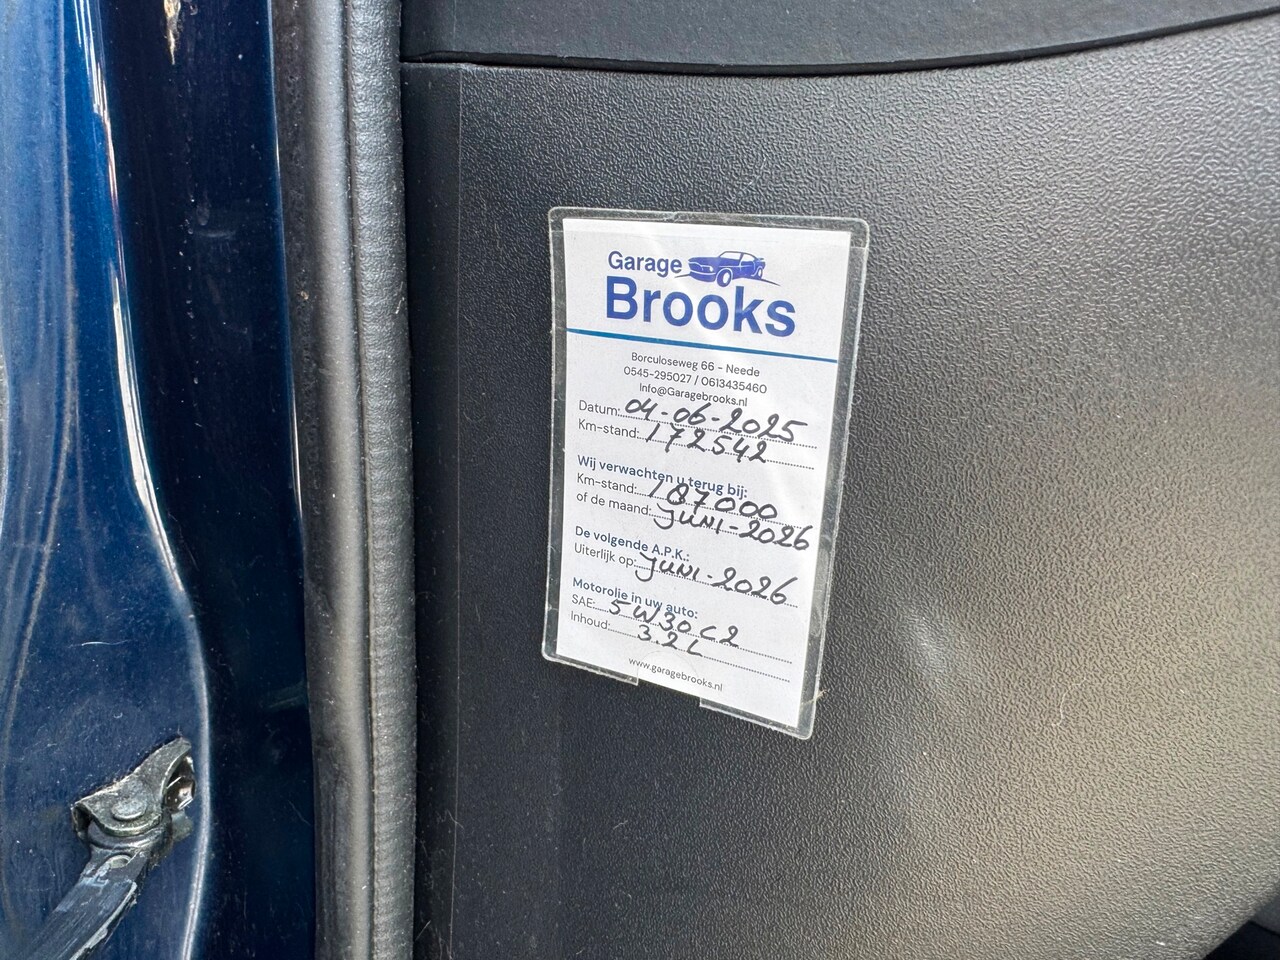 Garage
Brooks
Borculoseweg 66 - Neede
0545-295027 / 0613435460
Info@Garagebrooks.nl
Datum: 04-06-2025
Km-stand: 172542
Wij verwachten u terug bij:
Km-stand: 187000
of de maand: JUNI-2026
De volgende A.P.K.:
Uiterlijk op: JUNI-2026
Motorolie in uw auto:
SAE: 5W30 C2
Inhoud: 3.2 L
www.garagebrooks.nl